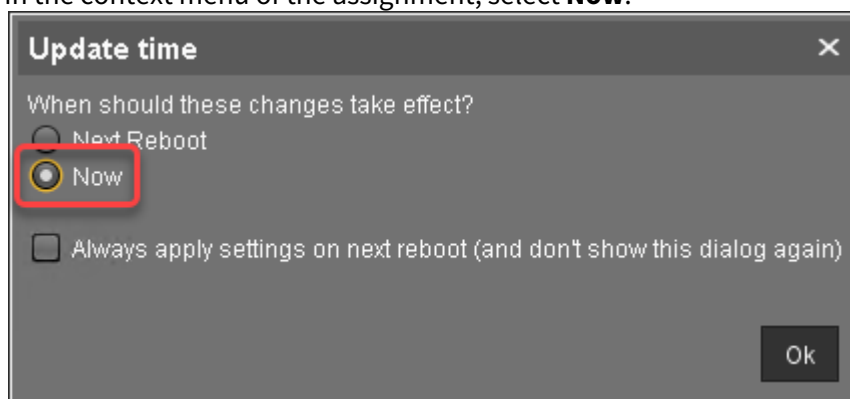 in the context menu of the assignment, select Now.
Update time
When should these changes take effect?
Next Reboot
Now
Always apply settings on next reboot (and don't show this dialog again)
Ok